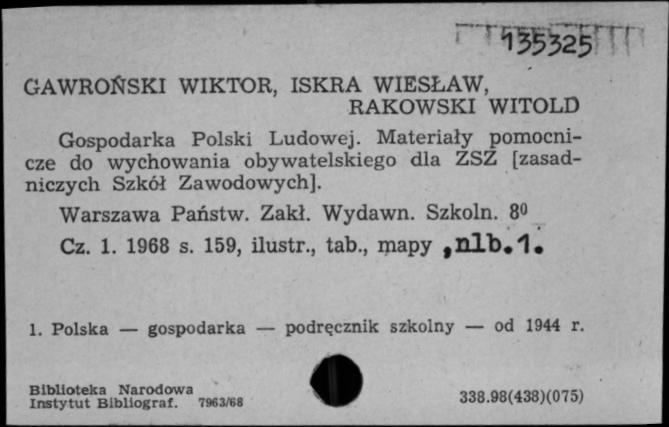 135325
GAWROŃSKI WIKTOR, ISKRA WIESŁAW,
RAKOWSKI WITOLD
Gospodarka Polski Ludowej. Materiały pomocni-
cze do wychowania obywatelskiego dla ZSZ [zasad-
niczych Szkół Zawodowych].
Warszawa Państw. Zakł. Wydawn. Szkoln. 8⁰
Cz. 1. 1968 s. 159, ilustr., tab., mapy ,nlb.1.
1. Polska — gospodarka — podręcznik szkolny — od 1944 r.
Biblioteka Narodowa
Instytut Bibliograf. 7963/68
338.98(438)(075)